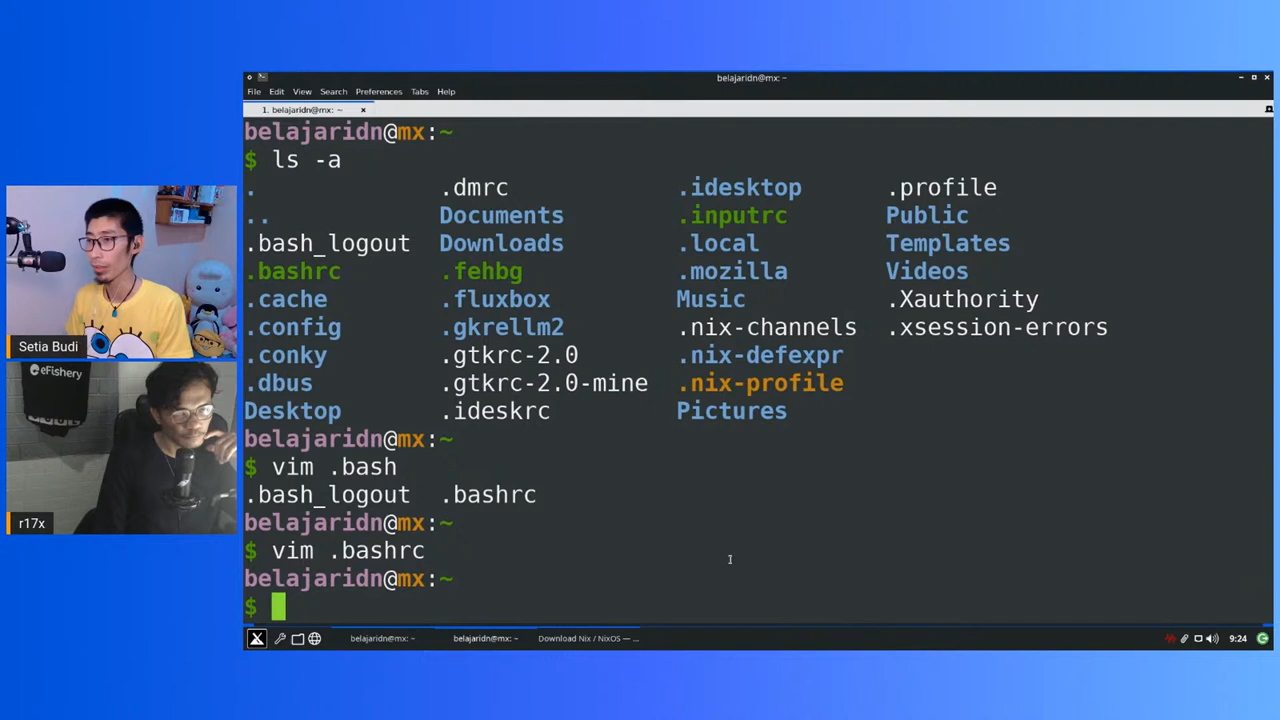 belajaridn@mx: ~
File Edit View Search Preferences Tabs Help
1. belajaridn@mx: ~ ×
belajaridn@mx:~
$ ls -a
. .dmrc .idesktop .profile
.. Documents .inputrc Public
.bash_logout Downloads .local Templates
.bashrc .fehbg .mozilla Videos
.cache .fluxbox Music .Xauthority
.config .gkrellm2 .nix-channels .xsession-errors
.conky .gtkrc-2.0 .nix-defexpr
.dbus .gtkrc-2.0-mine .nix-profile
Desktop .ideskrc Pictures
belajaridn@mx:~
$ vim .bash
.bash_logout .bashrc
belajaridn@mx:~
$ vim .bashrc
belajaridn@mx:~
$
belajaridn@mx: ~ belajaridn@mx: ~ Download Nix / NixOS — ... 9:24
Setia Budi
eFishery
r17x